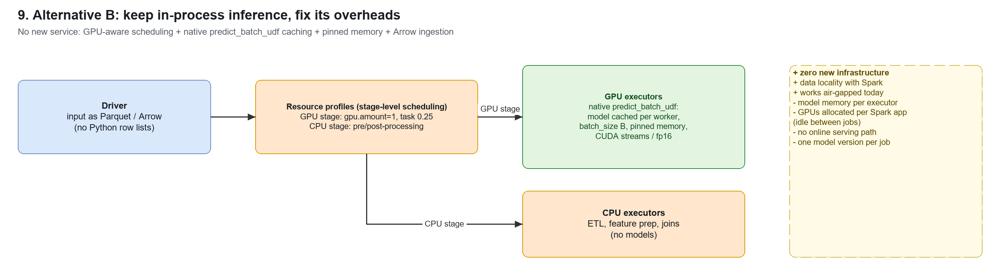 9. Alternative B: keep in-process inference, fix its overheads
No new service: GPU-aware scheduling + native predict_batch_udf caching + pinned memory + Arrow ingestion
Driver
input as Parquet / Arrow
(no Python row lists)
Resource profiles (stage-level scheduling)
GPU stage: gpu.amount=1, task 0.25
CPU stage: pre/post-processing
GPU stage
GPU executors
native predict_batch_udf:
model cached per worker,
batch_size B, pinned memory,
CUDA streams / fp16
CPU stage
CPU executors
ETL, feature prep, joins
(no models)
+ zero new infrastructure
+ data locality with Spark
+ works air-gapped today
- model memory per executor
- GPUs allocated per Spark app
(idle between jobs)
- no online serving path
- one model version per job